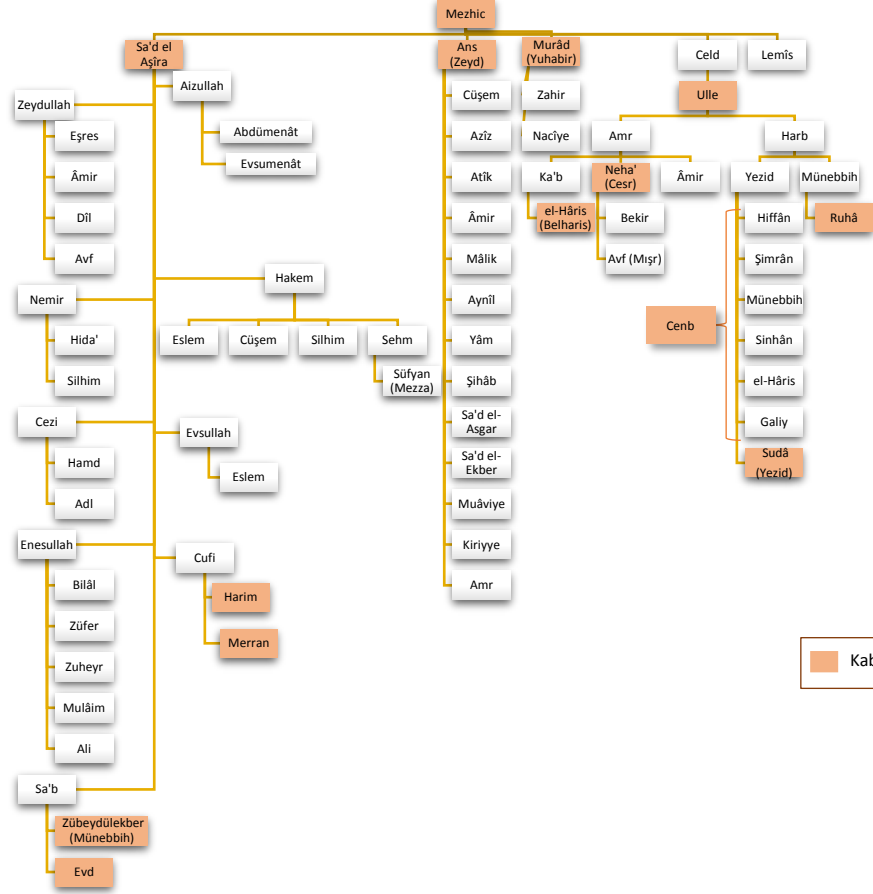 Mezhic
Sa'd el
Aşîra
Ans
(Zeyd)
Murâd
(Yuhabir)
Celd
Lemîs
Aizullah
Abdümenât
Evsumenât
Zeydullah
Eşres
Âmir
Dîl
Avf
Hakem
Eslem
Cüşem
Silhim
Sehm
Süfyan
(Mezza)
Nemir
Hida'
Silhim
Cezi
Hamd
Adl
Evsullah
Eslem
Enesullah
Bilâl
Züfer
Zuheyr
Mulâim
Ali
Cufi
Harim
Merran
Sa'b
Zübeydülekber
(Münebbih)
Evd
Cüşem
Azîz
Atîk
Âmir
Mâlik
Aynîl
Yâm
Şihâb
Sa'd el-
Asgar
Sa'd el-
Ekber
Muâviye
Kiriyye
Amr
Zahir
Nacîye
Ulle
Amr
Harb
Ka'b
Neha'
(Cesr)
Âmir
el-Hâris
(Belharis)
Bekir
Avf (Mışr)
Yezid
Münebbih
Ruhâ
Hiffân
Şimrân
Münebbih
Sinhân
el-Hâris
Galiy
Sudâ
(Yezid)
Cenb
Kab